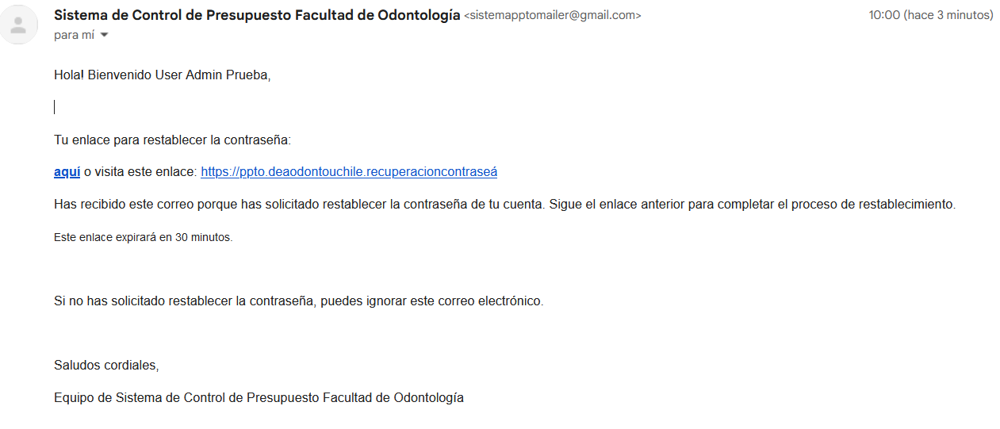 Sistema de Control de Presupuesto Facultad de Odontología <sistemapptomailer@gmail.com> 10:00 (hace 3 minutos)
para mí
Hola! Bienvenido User Admin Prueba,
Tu enlace para restablecer la contraseña:
aquí o visita este enlace: https://ppto.deaodontouchile.recuperacioncontraseá
Has recibido este correo porque has solicitado restablecer la contraseña de tu cuenta. Sigue el enlace anterior para completar el proceso de restablecimiento.
Este enlace expirará en 30 minutos.
Si no has solicitado restablecer la contraseña, puedes ignorar este correo electrónico.
Saludos cordiales,
Equipo de Sistema de Control de Presupuesto Facultad de Odontología